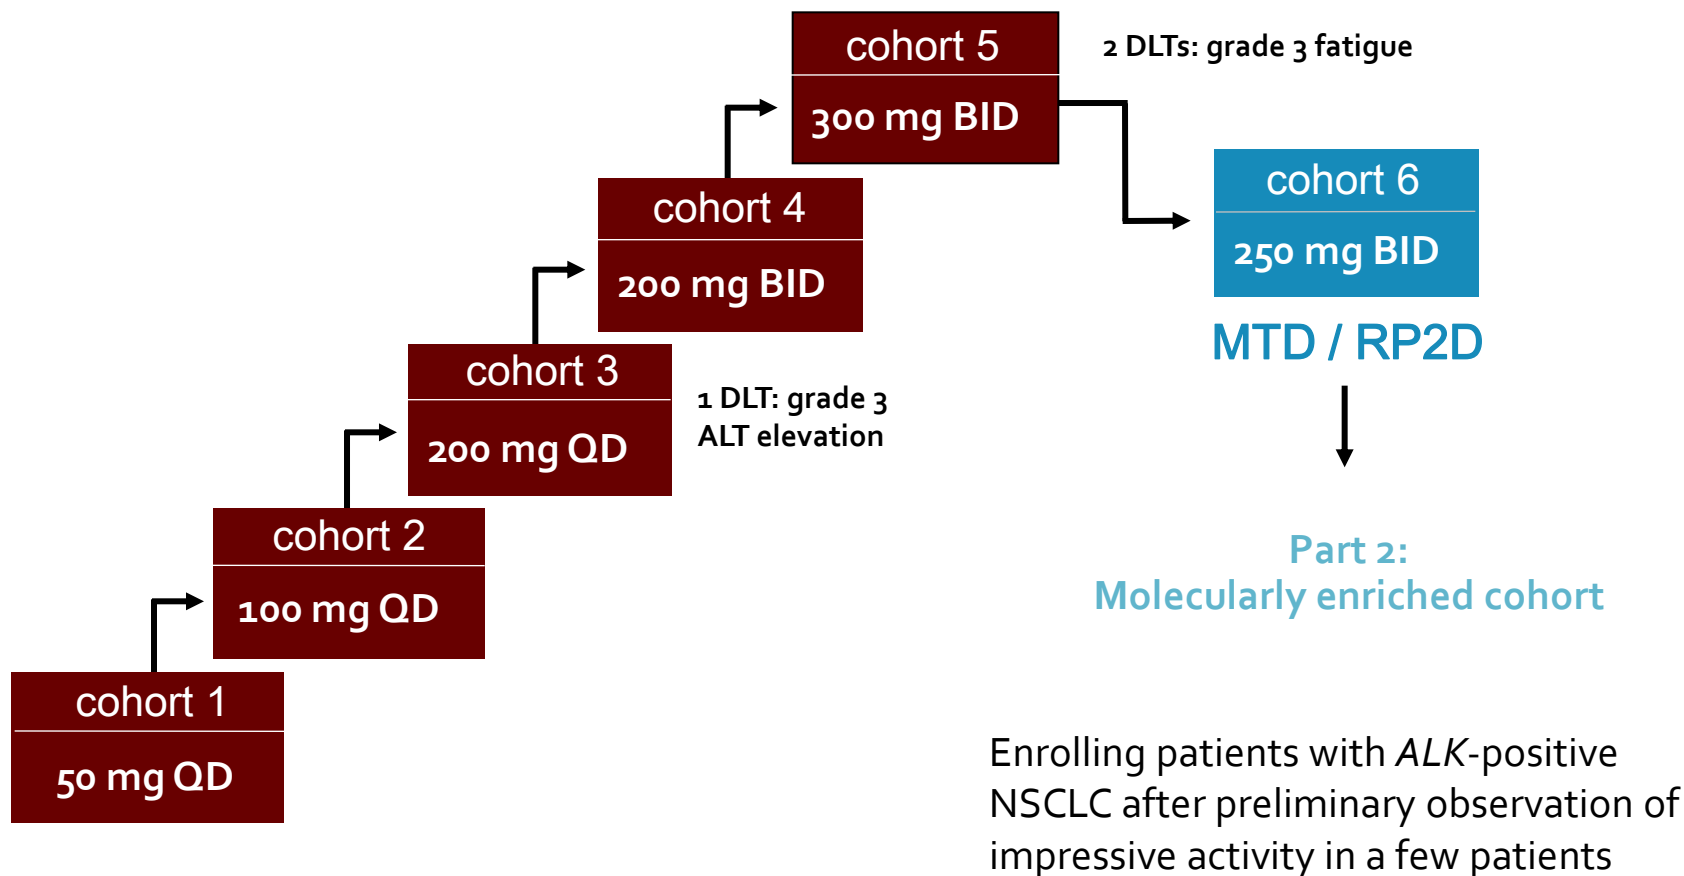 cohort 5
300 mg BID
2 DLTs: grade 3 fatigue
cohort 6
250 mg BID
MTD / RP2D
cohort 4
200 mg BID
cohort 3
200 mg QD
1 DLT: grade 3
ALT elevation
cohort 2
100 mg QD
Part 2:
Molecularly enriched cohort
cohort 1
50 mg QD
Enrolling patients with ALK-positive
NSCLC after preliminary observation of
impressive activity in a few patients